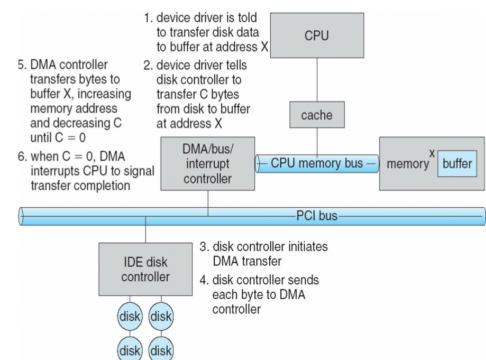 1. device driver is told
to transfer disk data
to buffer at address X
2. device driver tells
disk controller to
transfer C bytes
from disk to buffer
at address X
CPU
cache
5. DMA controller
transfers bytes to
buffer X, increasing
memory address
and decreasing C
until C = 0
6. when C = 0, DMA
interrupts CPU to signal
transfer completion
DMA/bus/
interrupt
controller
CPU memory bus
memory
X
buffer
PCI bus
IDE disk
controller
3. disk controller initiates
DMA transfer
4. disk controller sends
each byte to DMA
controller
disk
disk
disk
disk